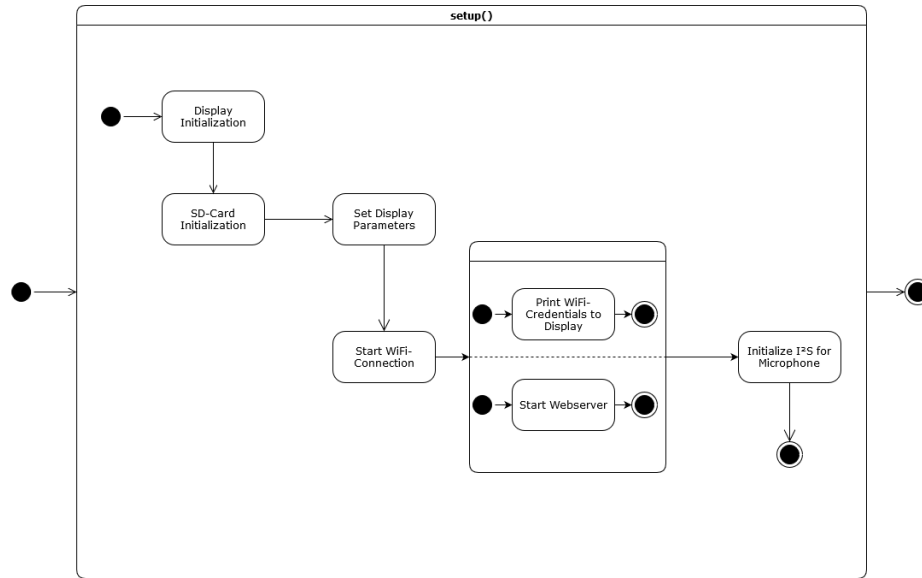 setup()
Display
Initialization
SD-Card
Initialization
Set Display
Parameters
Print WiFi-
Credentials to
Display
Start WiFi-
Connection
Initialize I²S for
Microphone
Start Webserver